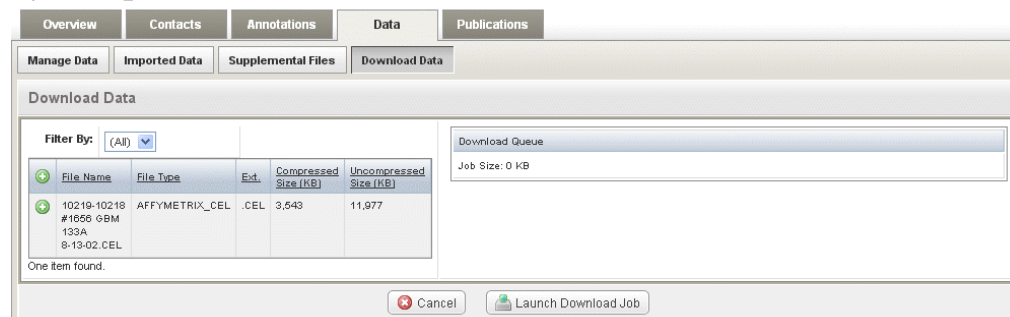 Overview Contacts Annotations Data Publications
Manage Data Imported Data Supplemental Files Download Data
Download Data
Filter By: (All)
File Name File Type Ext. Compressed Size (KB) Uncompressed Size (KB)
10219-10218 AFFYMETRIX_CEL .CEL 3,543 11,977
#1656 GBM
133A
8-13-02.CEL
One item found.
Download Queue
Job Size: 0 KB
Cancel Launch Download Job